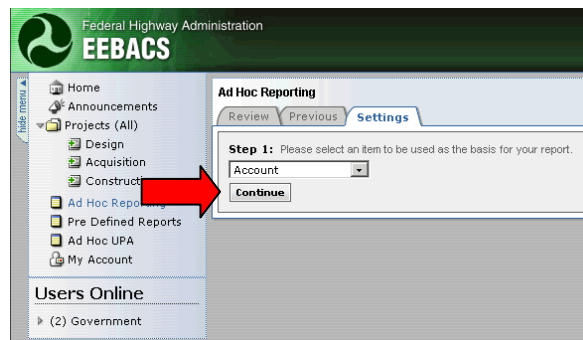 Federal Highway Administration
EEBACS
hide menu
Home
Announcements
Projects (All)
Design
Acquisition
Constructi
Ad Hoc Reporting
Pre Defined Reports
Ad Hoc UPA
My Account
Users Online
(2) Government
Ad Hoc Reporting
Review Previous Settings
Step 1: Please select an item to be used as the basis for your report.
Account
Continue